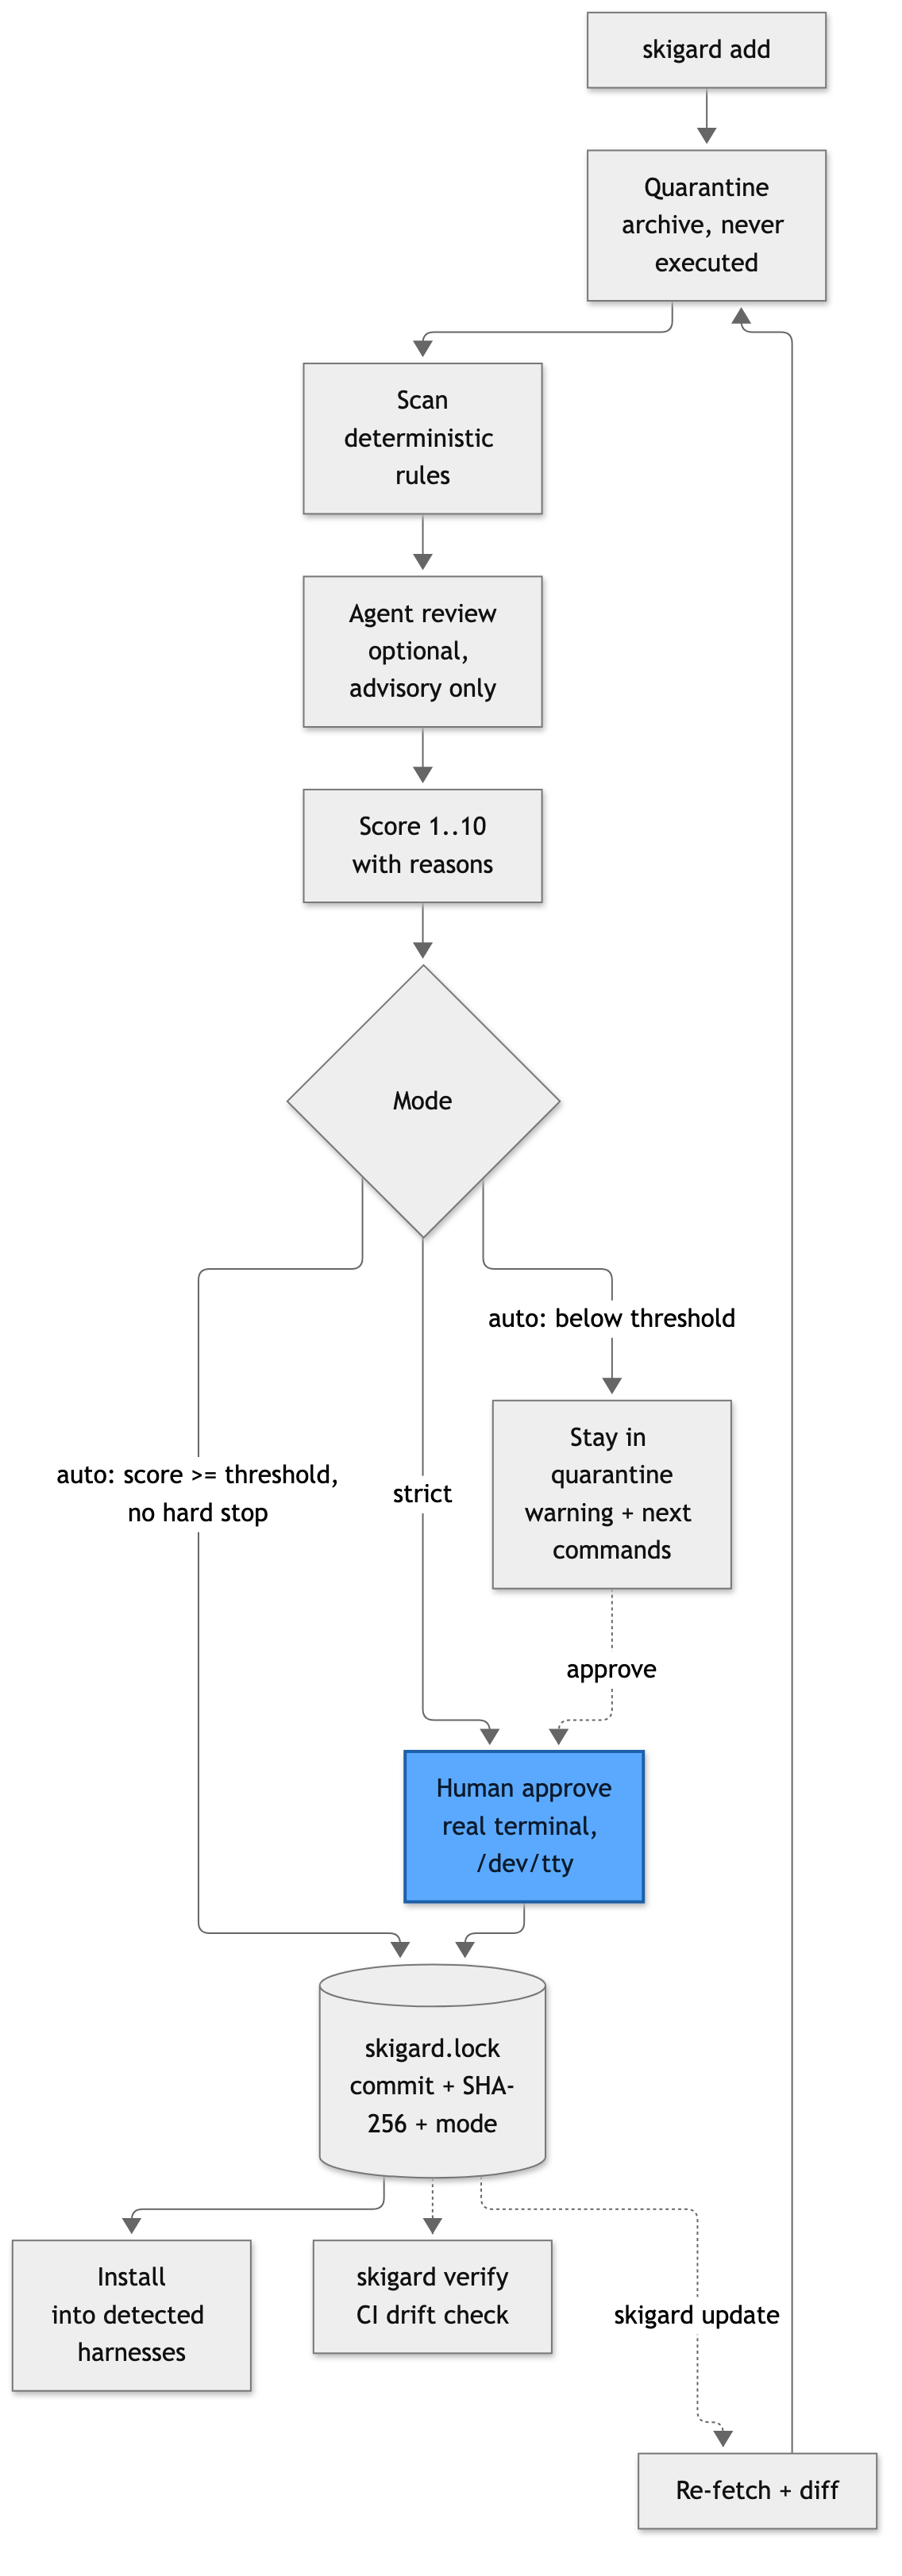 skigard add
Quarantine
archive, never
executed
Scan
deterministic
rules
Agent review
optional,
advisory only
Score 1..10
with reasons
Mode
auto: below threshold
auto: score >= threshold,
no hard stop
strict
Stay in
quarantine
warning + next
commands
approve
Human approve
real terminal,
/dev/tty
skigard.lock
commit + SHA-
256 + mode
Install
into detected
harnesses
skigard verify
CI drift check
skigard update
Re-fetch + diff